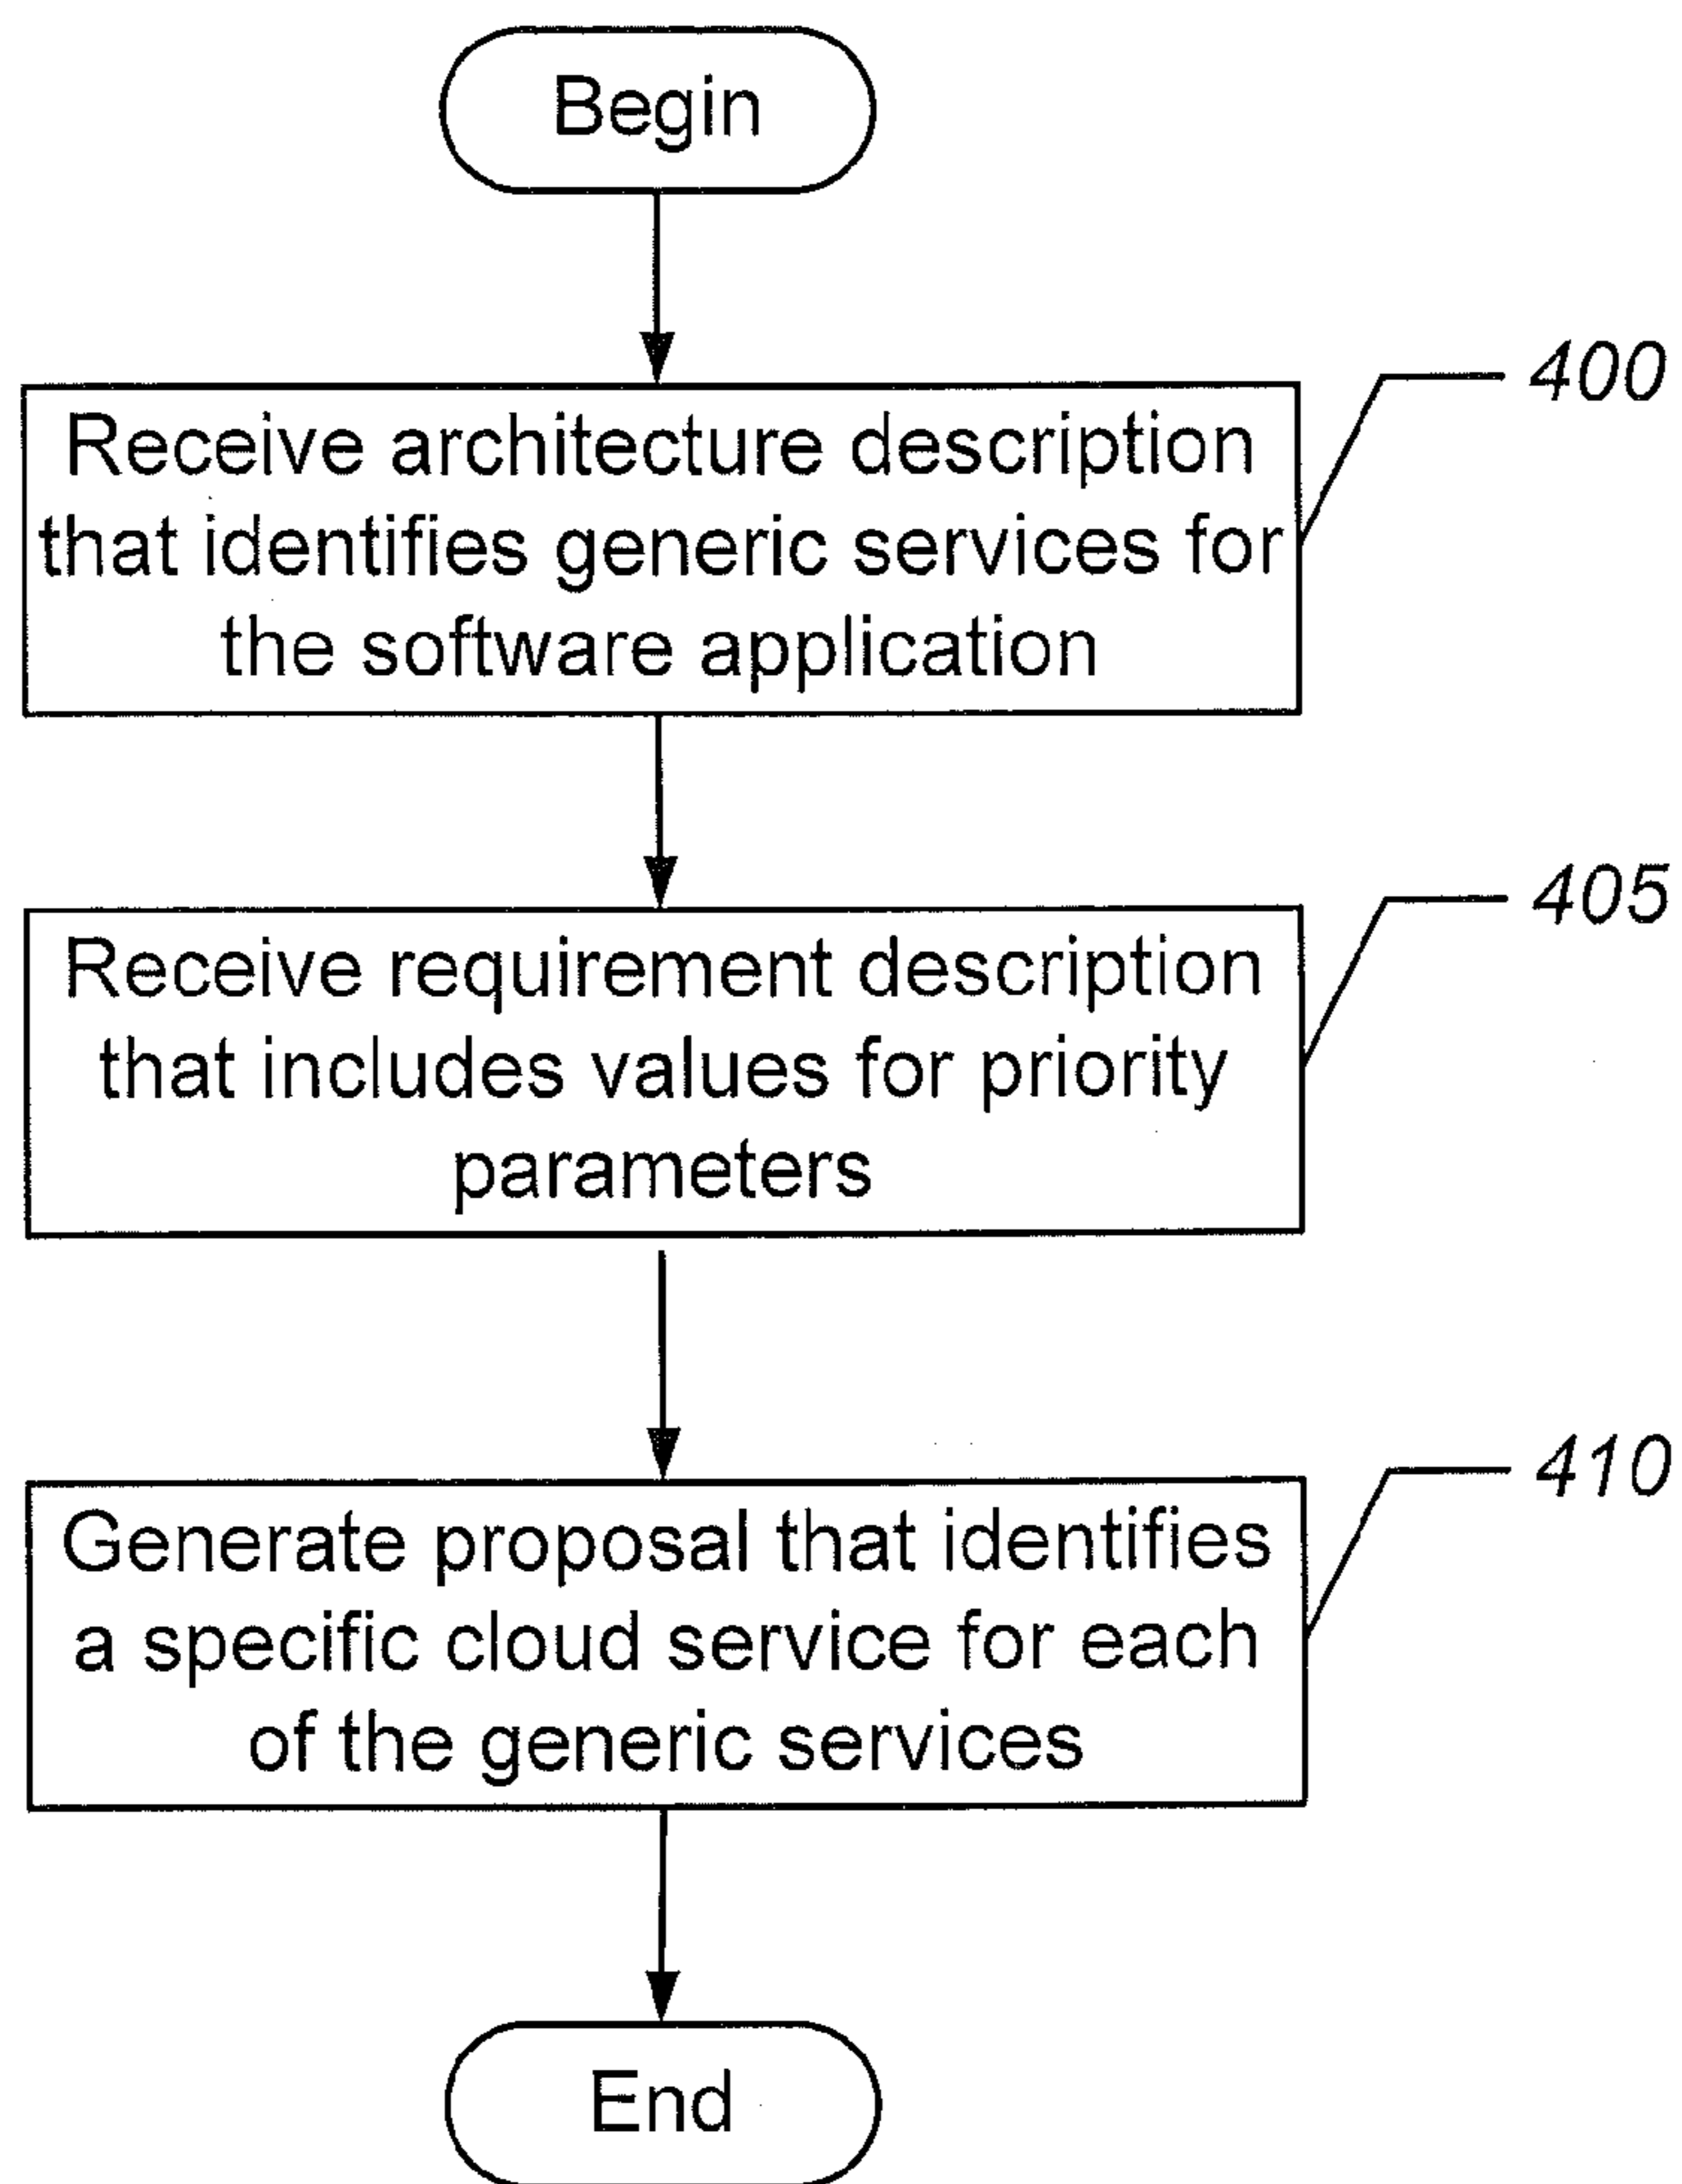 Begin
400
Receive architecture description
that identifies generic services for
the software application
405
Receive requirement description
that includes values for priority
parameters
410
Generate proposal that identifies
a specific cloud service for each
of the generic services
End